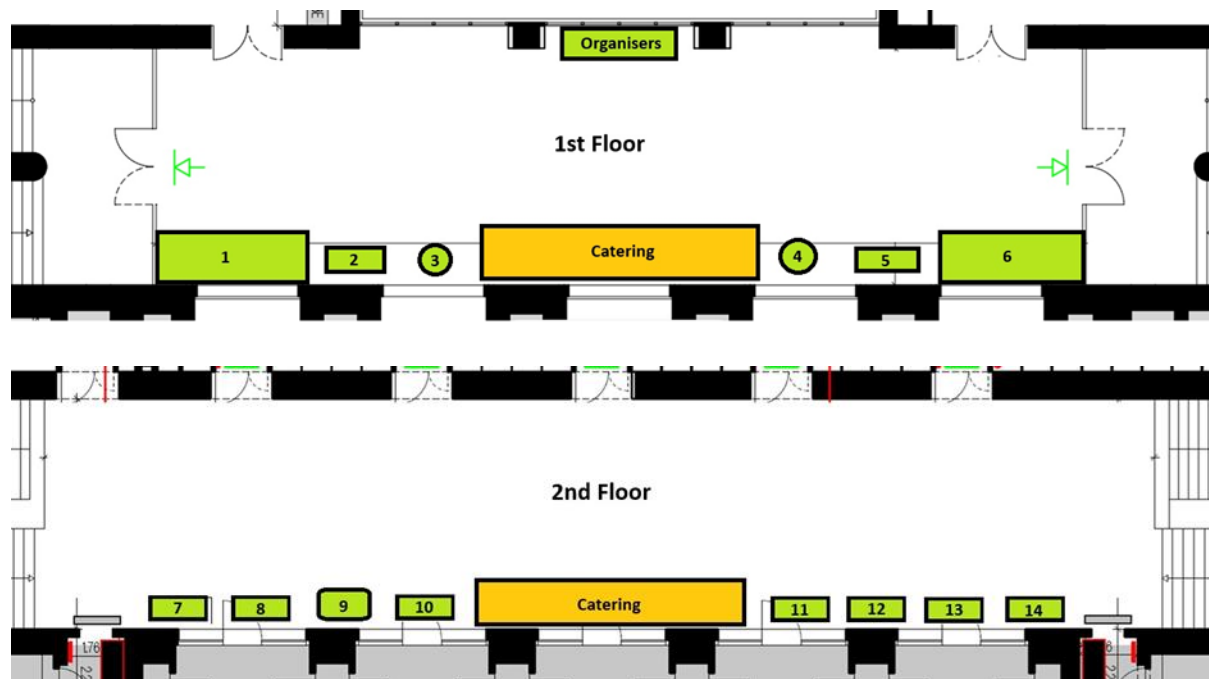 Organisers
1st Floor
1
2
3
Catering
4
5
6
2nd Floor
7
8
9
10
Catering
11
12
13
14